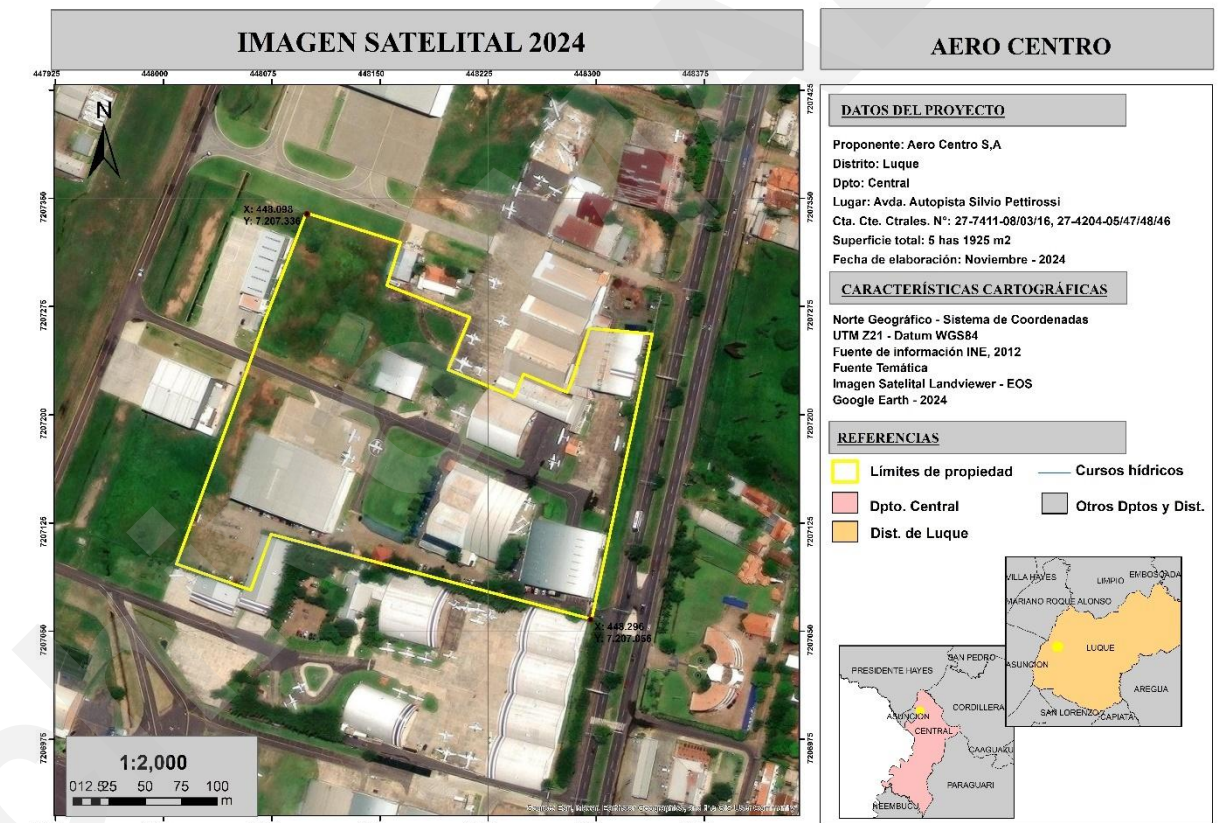 IMAGEN SATELITAL 2024
447925 448000 448075 448150 448225 448300 448375
7207425 7207350 7207275 7207200 7207125 7207050 7206975
N
X: 448.098
Y: 7.207.336
X: 448.296
Y: 7.207.056
1:2,000
0 12.5 25 50 75 100
m
AERO CENTRO
DATOS DEL PROYECTO
Proponente: Aero Centro S,A
Distrito: Luque
Dpto: Central
Lugar: Avda. Autopista Silvio Pettirossi
Cta. Cte. Ctrales. N°: 27-7411-08/03/16, 27-4204-05/47/48/46
Superficie total: 5 has 1925 m2
Fecha de elaboración: Noviembre - 2024
CARACTERÍSTICAS CARTOGRÁFICAS
Norte Geográfico - Sistema de Coordenadas
UTM Z21 - Datum WGS84
Fuente de información INE, 2012
Fuente Temática
Imagen Satelital Landviewer - EOS
Google Earth - 2024
REFERENCIAS
Límites de propiedad
Cursos hídricos
Dpto. Central
Otros Dptos y Dist.
Dist. de Luque
VILLA HAYES
LIMPIO
EMBOSCADA
MARIANO ROQUE ALONSO
LUQUE
ASUNCION
AREGUA
SAN LORENZO
CAPIATA
SAN PEDRO
PRESIDENTE HAYES
CORDILLERA
ASUNCION
CENTRAL
CAAGUAZU
PARAGUARI
ÑEEMBUCU